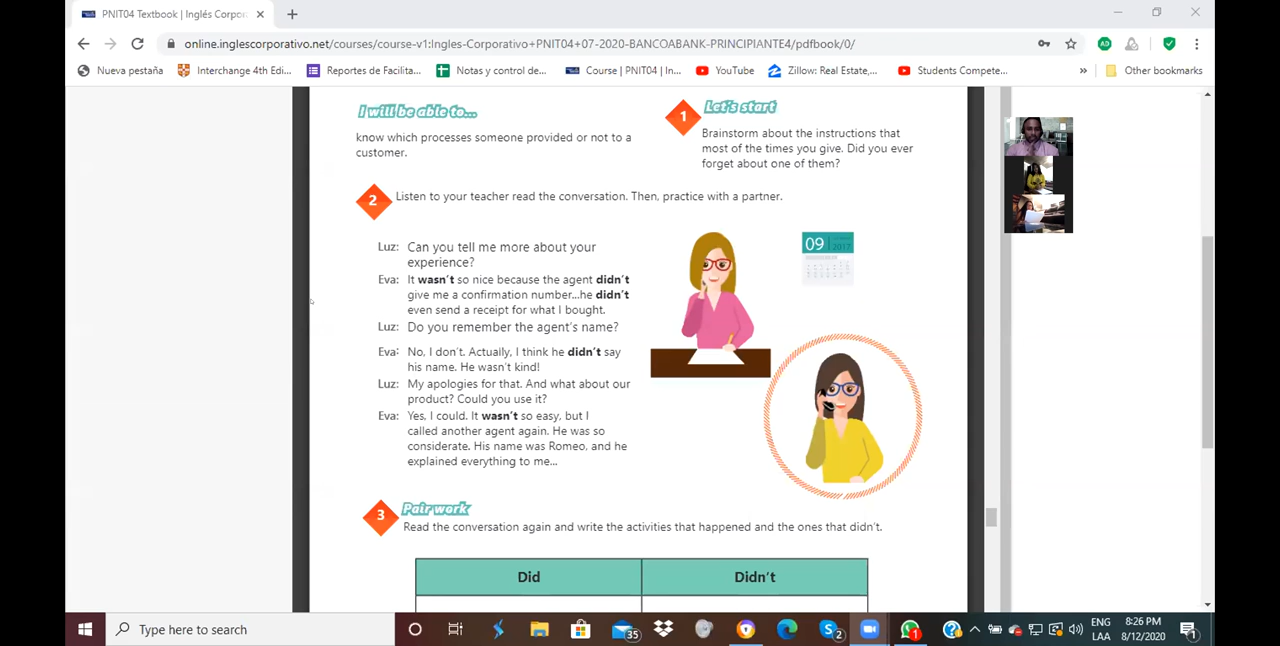 PNIT04 Textbook | Inglés Corpor
online.inglescorporativo.net/courses/course-v1:Ingles-Corporativo+PNIT04+07-2020-BANCOABANK-PRINCIPIANTE4/pdfbook/0/
Nueva pestaña
Interchange 4th Edi...
Reportes de Facilita...
Notas y control de...
Course | PNIT04 | In...
YouTube
Zillow: Real Estate,...
Students Compete...
»
Other bookmarks
I will be able to...
know which processes someone provided or not to a
customer.
1
Let's start
Brainstorm about the instructions that
most of the times you give. Did you ever
forget about one of them?
2
Listen to your teacher read the conversation. Then, practice with a partner.
Luz: Can you tell me more about your
experience?
Eva: It wasn't so nice because the agent didn't
give me a confirmation number...he didn't
even send a receipt for what I bought.
Luz: Do you remember the agent's name?
Eva: No, I don't. Actually, I think he didn't say
his name. He wasn't kind!
Luz: My apologies for that. And what about our
product? Could you use it?
Eva: Yes, I could. It wasn't so easy, but I
called another agent again. He was so
considerate. His name was Romeo, and he
explained everything to me...
09
2017
3
Pair work
Read the conversation again and write the activities that happened and the ones that didn't.
Did
Didn't
Type here to search
35
2
1
ENG
LAA
8:26 PM
8/12/2020
1